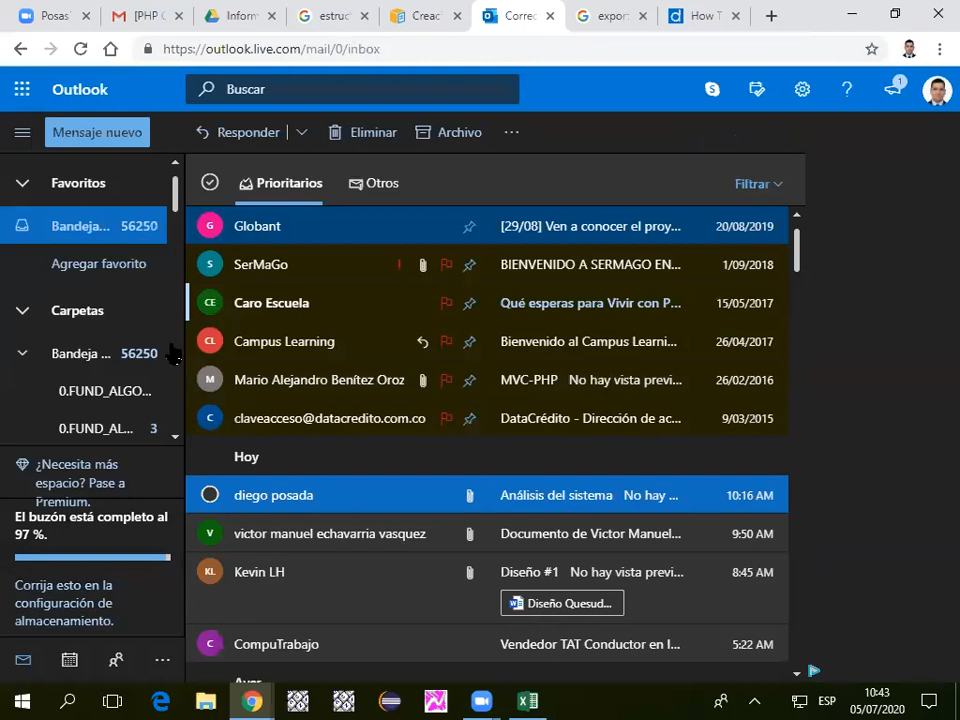 Posas
[PHP C
Inform
estruct
Creaci
Correo
export
How T
https://outlook.live.com/mail/0/inbox
Outlook
Buscar
1
Mensaje nuevo
Responder
Eliminar
Archivo
Favoritos
Prioritarios
Otros
Filtrar
Bandeja... 56250
G Globant [29/08] Ven a conocer el proy... 20/08/2019
Agregar favorito
S SerMaGo ! BIENVENIDO A SERMAGO EN... 1/09/2018
Carpetas
CE Caro Escuela Qué esperas para Vivir con P... 15/05/2017
Bandeja ... 56250
CL Campus Learning Bienvenido al Campus Learni... 26/04/2017
0.FUND_ALGO...
M Mario Alejandro Benítez Oroz MVC-PHP No hay vista previ... 26/02/2016
0.FUND_AL... 3
C claveacceso@datacredito.com.co DataCrédito - Dirección de ac... 9/03/2015
¿Necesita más
espacio? Pase a
Premium.
Hoy
diego posada Análisis del sistema No hay ... 10:16 AM
El buzón está completo al
97 %.
V victor manuel echavarria vasquez Documento de Victor Manuel... 9:50 AM
KL Kevin LH Diseño #1 No hay vista previ... 8:45 AM
Diseño Quesud...
Corrija esto en la
configuración de
almacenamiento.
C CompuTrabajo Vendedor TAT Conductor en l... 5:22 AM
Ayer
ESP
10:43
05/07/2020